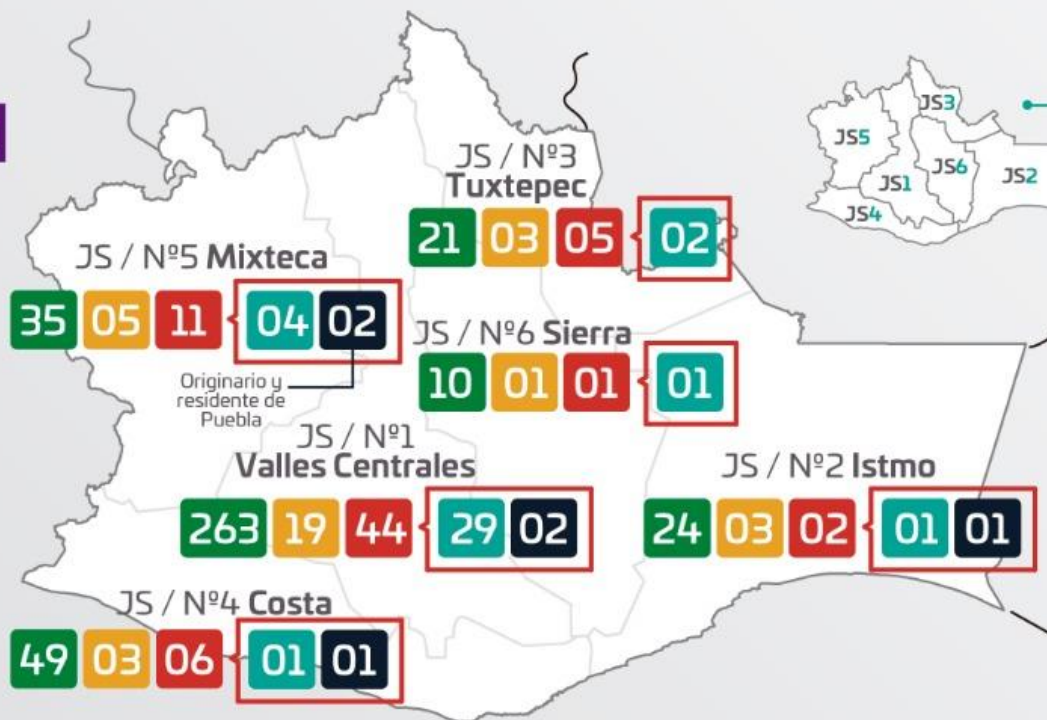 JS / Nº3
Tuxtepec
21 03 05 02
JS3
JS5
JS6
JS1
JS2
JS4
JS / Nº5 Mixteca
35 05 11 04 02
Originario y
residente de
Puebla
JS / Nº6 Sierra
10 01 01 01
JS / Nº1
Valles Centrales
263 19 44 29 02
JS / Nº2 Istmo
24 03 02 01 01
JS / Nº4 Costa
49 03 06 01 01